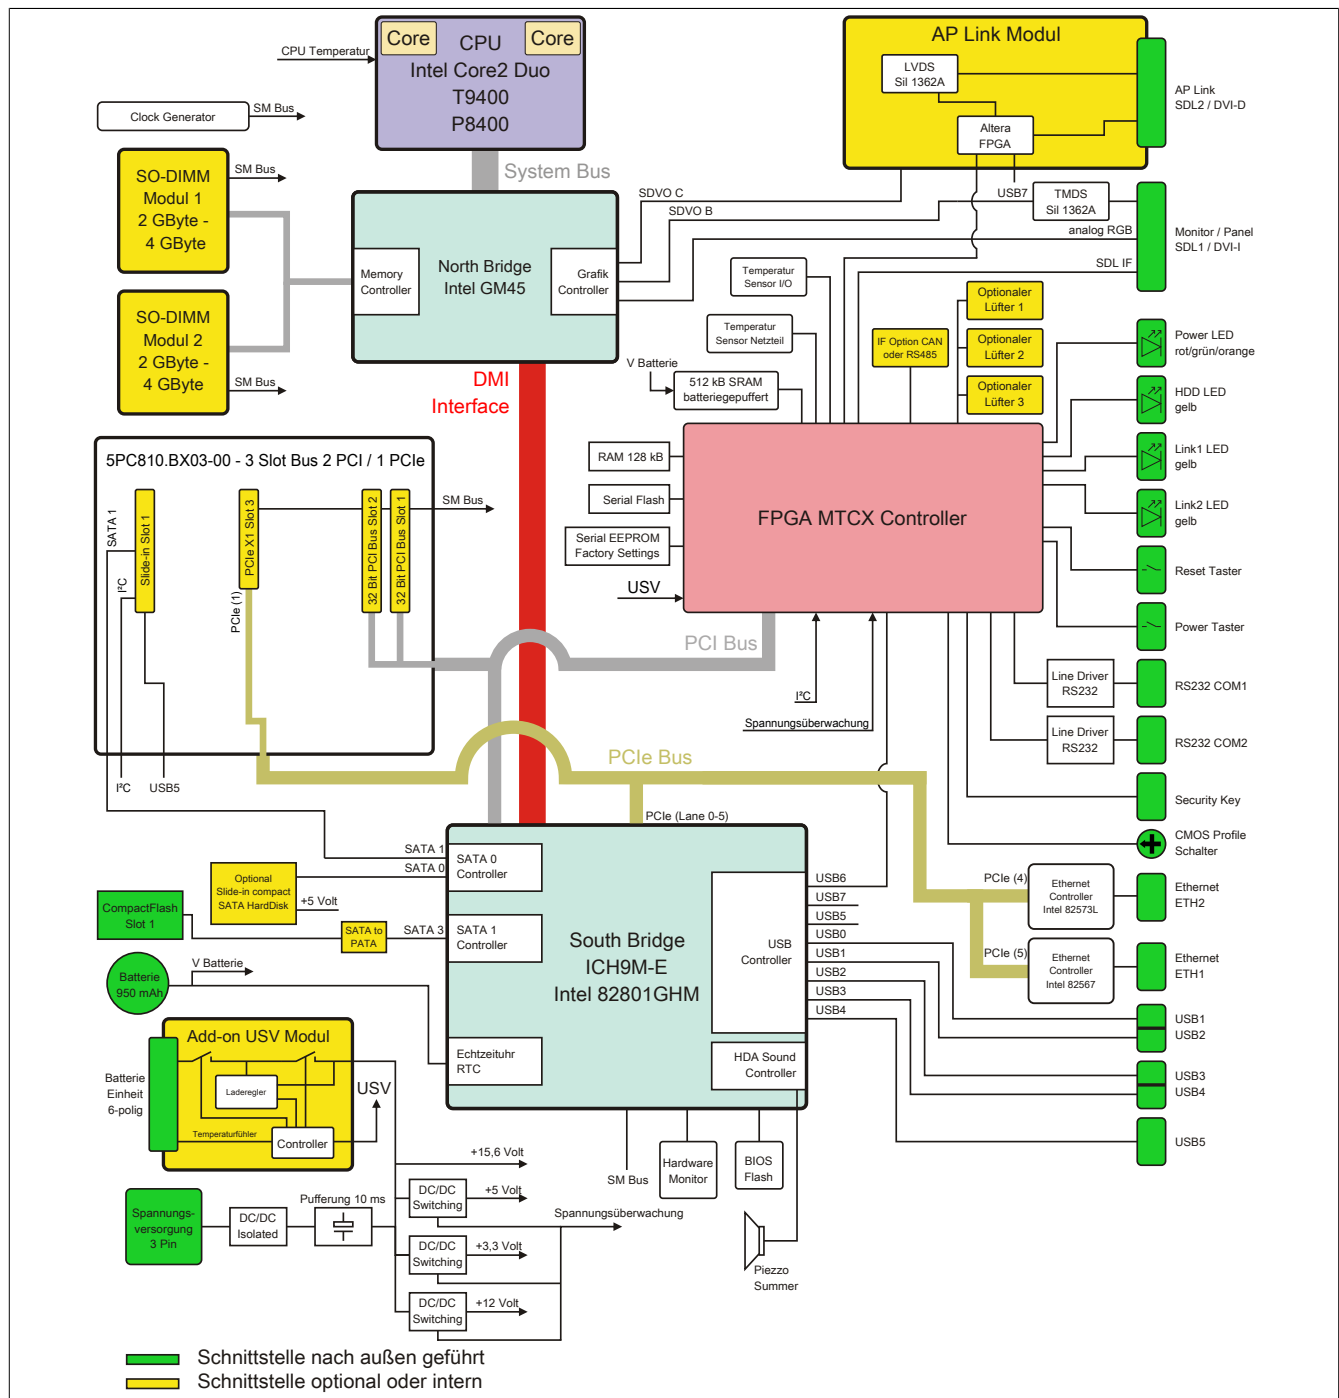 Core
CPU
Core
Intel Core2 Duo
T9400
P8400
CPU Temperatur
Clock Generator
SM Bus
System Bus
AP Link Modul
LVDS
Sil 1362A
Altera
FPGA
AP Link
SDL2 / DVI-D
SO-DIMM
Modul 1
2 GByte -
4 GByte
SM Bus
SO-DIMM
Modul 2
2 GByte -
4 GByte
SM Bus
Memory
Controller
North Bridge
Intel GM45
Grafik
Controller
SDVO C
SDVO B
USB7
TMDS
Sil 1362A
analog RGB
SDL IF
Monitor / Panel
SDL1 / DVI-I
DMI
Interface
Temperatur
Sensor I/O
Temperatur
Sensor Netzteil
V Batterie
512 kB SRAM
batteriegepuffert
IF Option CAN
oder RS485
Optionaler
Lüfter 1
Optionaler
Lüfter 2
Optionaler
Lüfter 3
Power LED
rot/grün/orange
HDD LED
gelb
Link1 LED
gelb
Link2 LED
gelb
Reset Taster
Power Taster
RAM 128 kB
Serial Flash
Serial EEPROM
Factory Settings
USV
FPGA MTCX Controller
5PC810.BX03-00 - 3 Slot Bus 2 PCI / 1 PCIe
SATA 1
I²C
Slide-in Slot 1
PCIe X1 Slot 3
PCIe (1)
32 Bit PCI Bus Slot 2
32 Bit PCI Bus Slot 1
SM Bus
I²C
USB5
PCI Bus
I²C
Spannungsüberwachung
Line Driver
RS232
RS232 COM1
Line Driver
RS232
RS232 COM2
Security Key
CMOS Profile
Schalter
PCIe Bus
PCIe (Lane 0-5)
PCIe (4)
Ethernet
Controller
Intel 82573L
Ethernet
ETH2
PCIe (5)
Ethernet
Controller
Intel 82567
Ethernet
ETH1
SATA 1
SATA 0
SATA 0
Controller
Optional
Slide-in compact
SATA HardDisk
+5 Volt
CompactFlash
Slot 1
SATA to
PATA
SATA 3
SATA 1
Controller
South Bridge
ICH9M-E
Intel 82801GHM
USB
Controller
USB6
USB7
USB5
USB0
USB1
USB2
USB3
USB4
USB1
USB2
USB3
USB4
USB5
Batterie
950 mAh
V Batterie
Echtzeituhr
RTC
HDA Sound
Controller
Add-on USV Modul
Laderegler
Temperaturfühler
Controller
Batterie
Einheit
6-polig
USV
SM Bus
Hardware
Monitor
BIOS
Flash
Piezzo
Summer
Spannungs-
versorgung
3 Pin
DC/DC
Isolated
Pufferung 10 ms
+15,6 Volt
DC/DC
Switching
+5 Volt
Spannungsüberwachung
DC/DC
Switching
+3,3 Volt
DC/DC
Switching
+12 Volt
Schnittstelle nach außen geführt
Schnittstelle optional oder intern